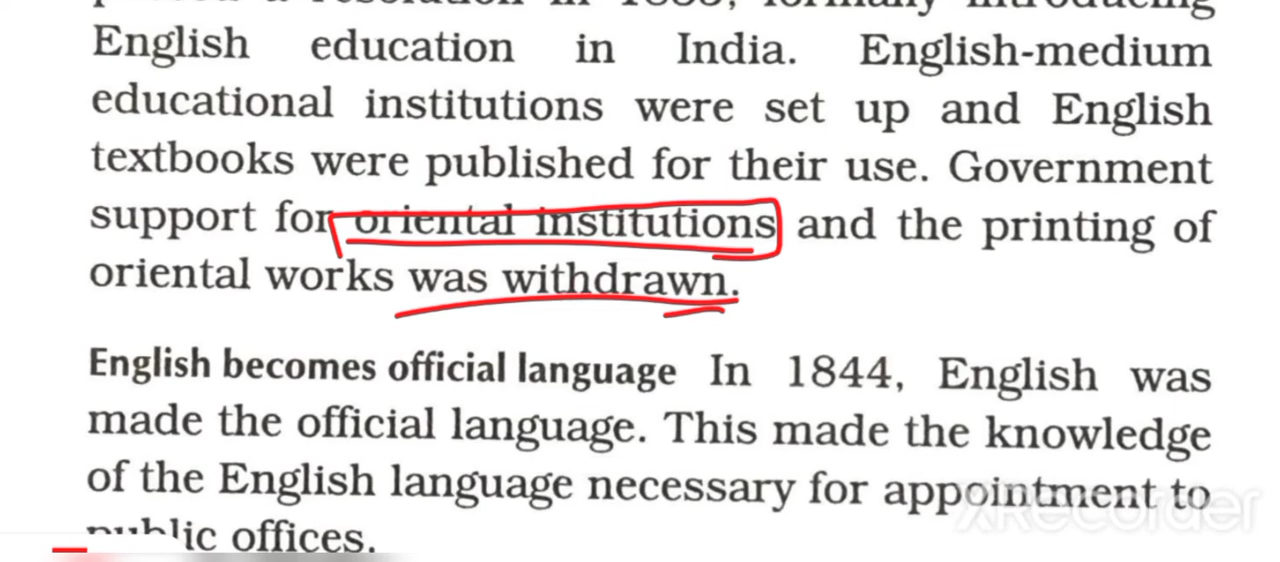 resolution in
English education in India. English-medium
educational institutions were set up and English
textbooks were published for their use. Government
support for oriental institutions and the printing of
oriental works was withdrawn.
English becomes official language In 1844, English was
made the official language. This made the knowledge
of the English language necessary for appointment to
public offices.
XRecorder